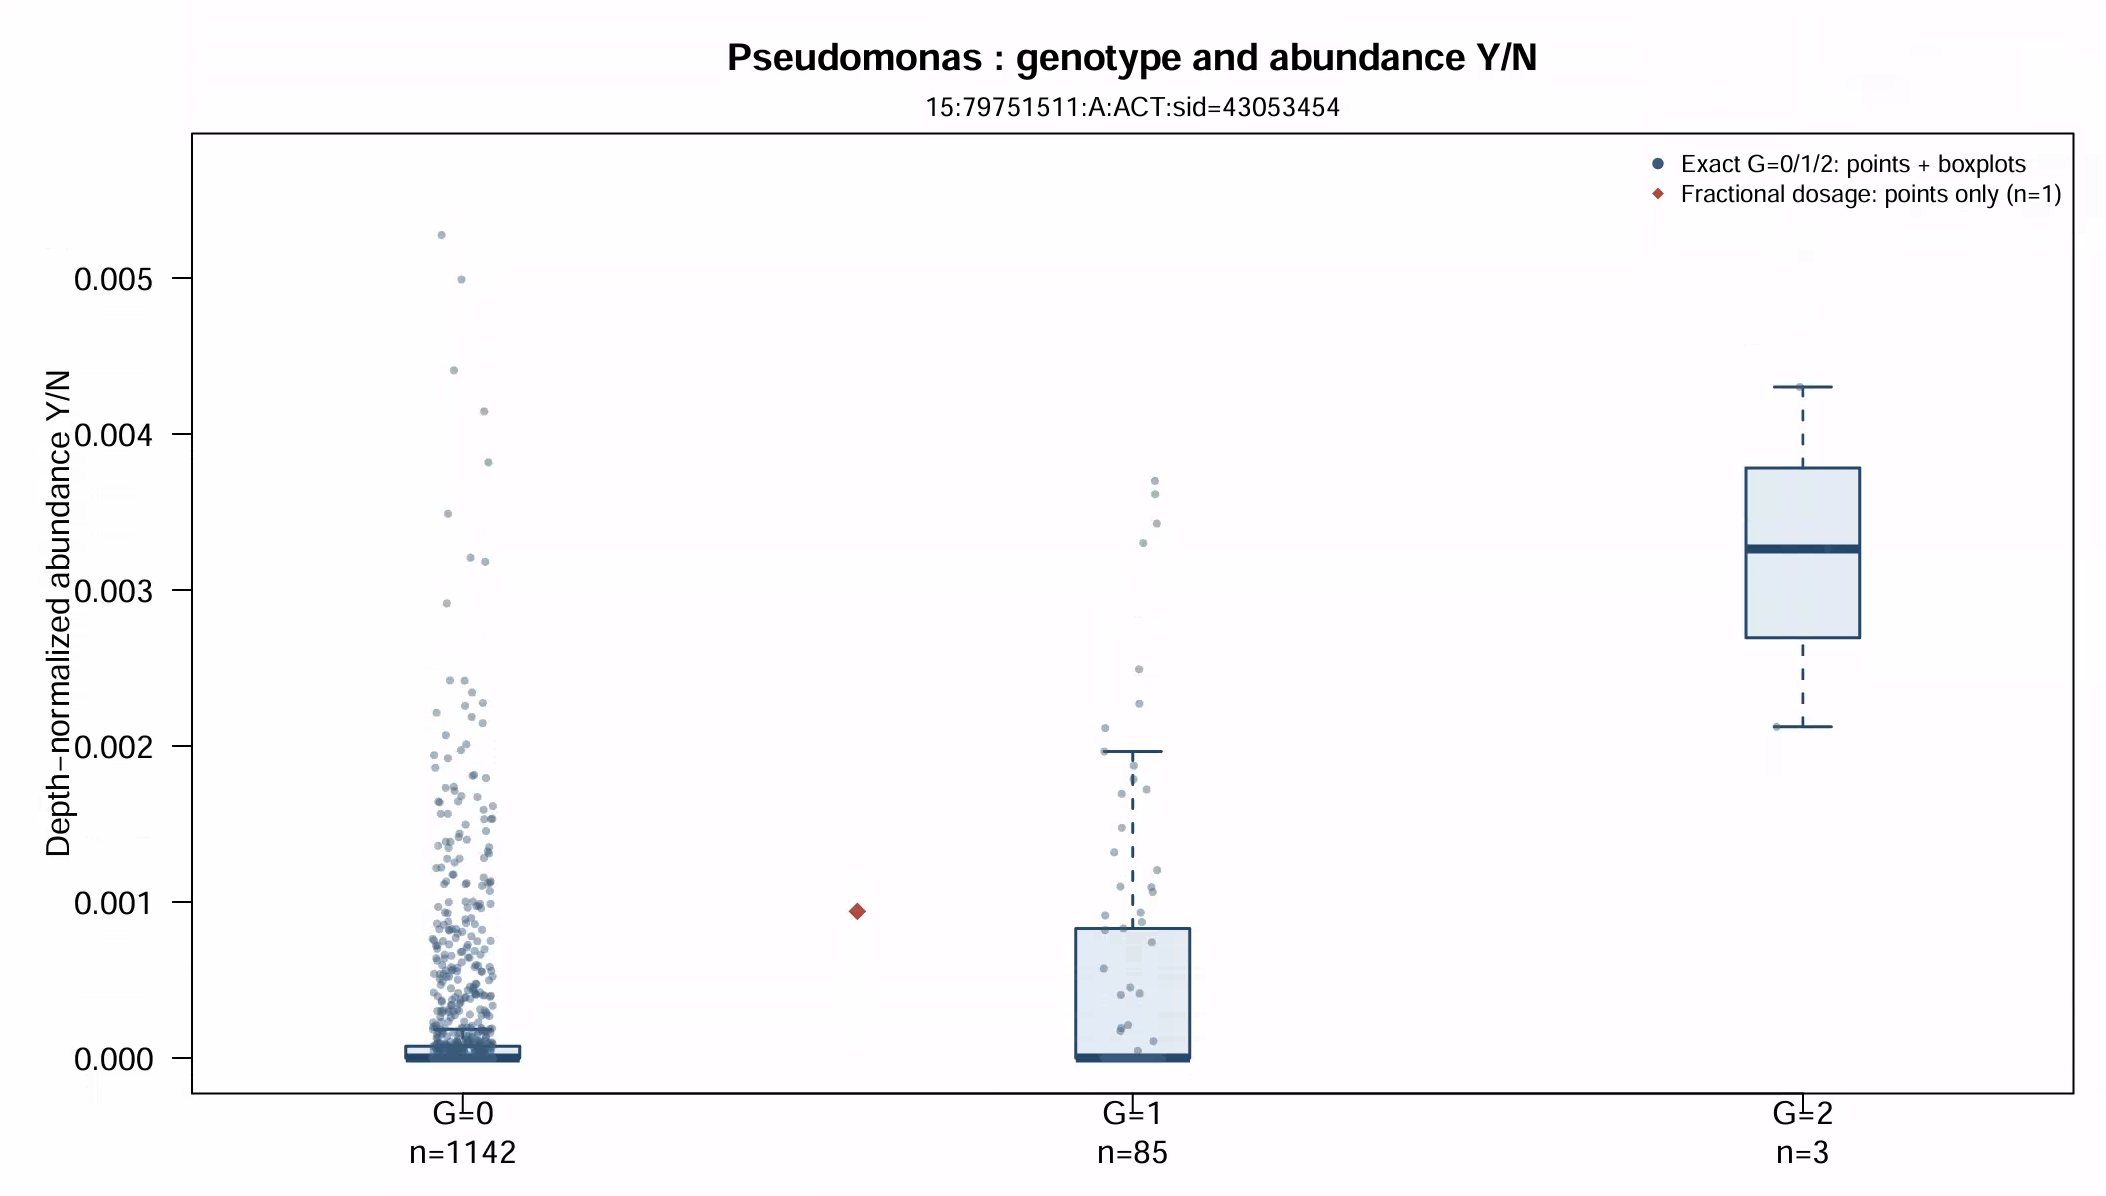 Pseudomonas : genotype and abundance Y/N
15:79751511:A:ACT:sid=43053454
Exact G=0/1/2: points + boxplots
Fractional dosage: points only (n=1)
Depth−normalized abundance Y/N
0.005
0.004
0.003
0.002
0.001
0.000
G=0
n=1142
G=1
n=85
G=2
n=3